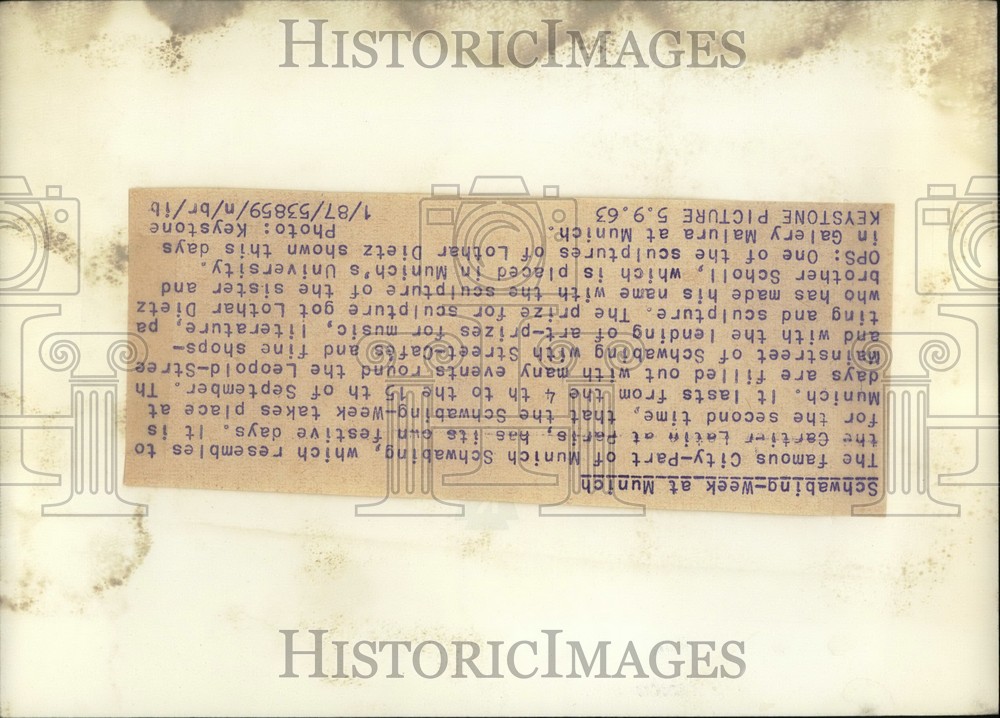 HISTORICIMAGES
Schwabing-Week at Munich
The Famous City-Part of Munich Schwabing, which resembles to
the Cartier Latin at Paris, has its own festive days. It is
for the second time, that the Schwabing-Week takes place at
Munich. It lasts from the 4 th to the 15 th of September. Th
days are filled out with many events round the Leopold-Stree
Mainstreet of Schwabing with Street-Cafés and fine shops-
and with the lending of art-prizes for music, literature, pa
ting and sculpture. The prize for sculpture got Lothar Dietz
who has made his name with the sculpture of the sister and
brother Scholl, which is placed in Munich's University.
OPS: One of the sculptures of Lothar Dietz shown this days
in Galery Malura at Munich. Photo: Keystone
KEYSTONE PICTURE 5.9.63 1/87/53859/n/br/ib
HISTORICIMAGES